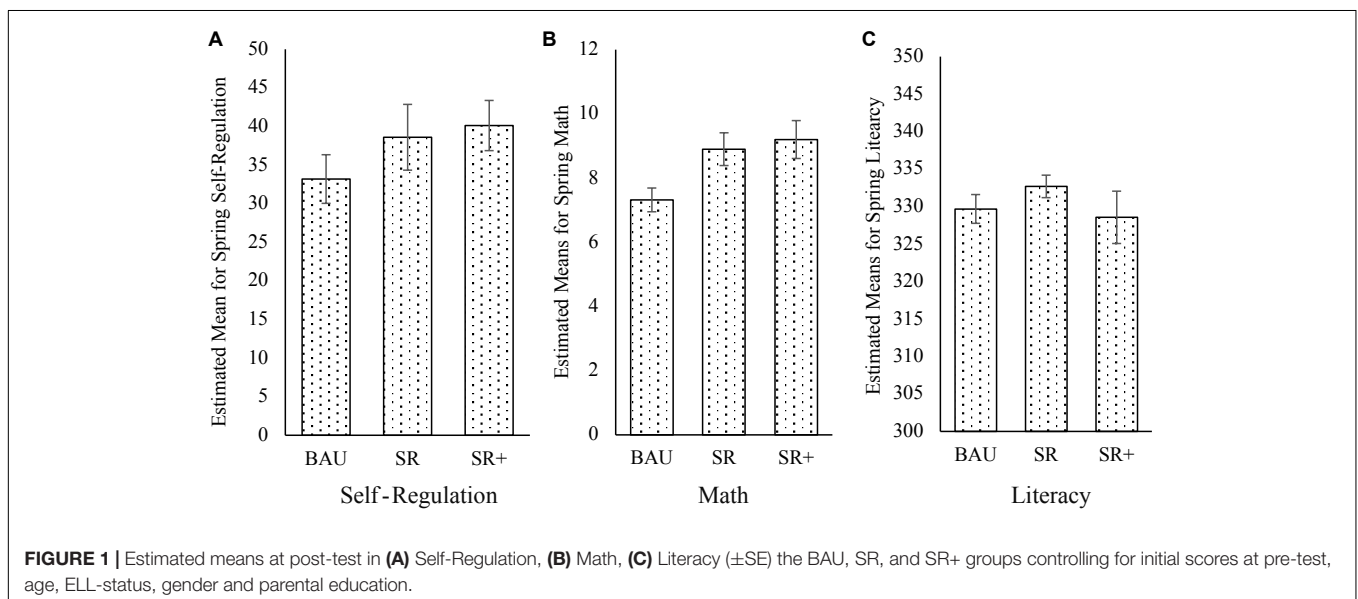 A
B
C
Estimated Mean for Spring Self-Regulation
50
45
40
35
30
25
20
15
10
5
0
BAU SR SR+
Self-Regulation
Estimated Means for Spring Math
12
10
8
6
4
2
0
BAU SR SR+
Math
Estimated Means for Spring Litearcy
350
345
340
335
330
325
320
315
310
305
300
BAU SR SR+
Literacy
FIGURE 1 | Estimated means at post-test in (A) Self-Regulation, (B) Math, (C) Literacy (±SE) the BAU, SR, and SR+ groups controlling for initial scores at pre-test,
age, ELL-status, gender and parental education.